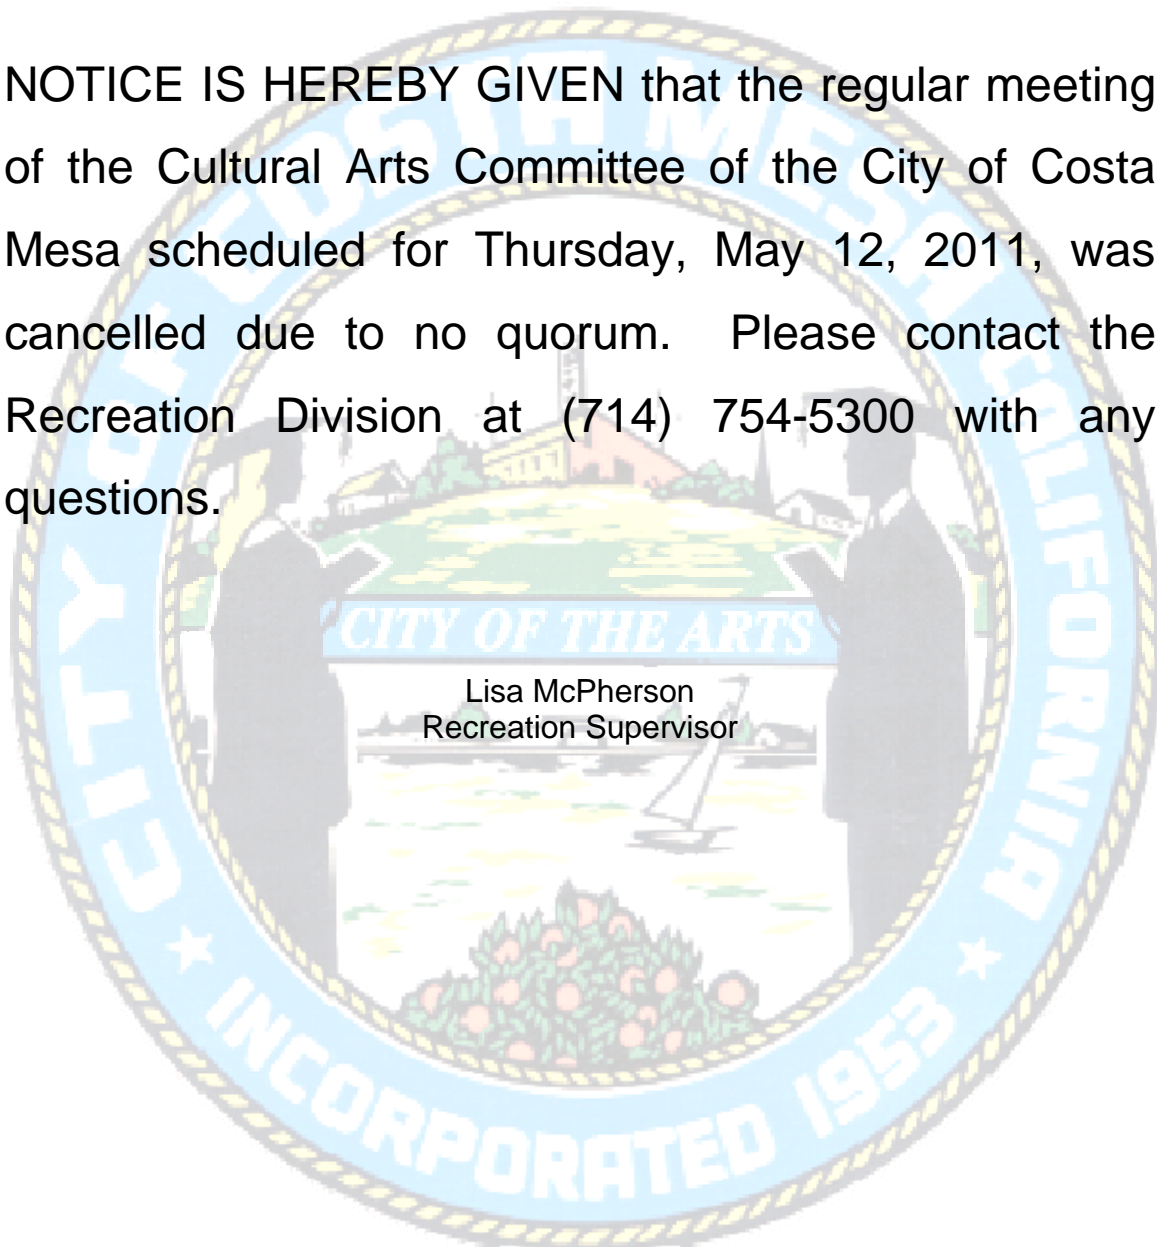 NOTICE IS HEREBY GIVEN that the regular meeting
of the Cultural Arts Committee of the City of Costa
Mesa scheduled for Thursday, May 12, 2011, was
cancelled due to no quorum.  Please contact the
Recreation Division at (714) 754-5300 with any
questions.
CITY OF COSTA MESA CALIFORNIA
CITY OF THE ARTS
Lisa McPherson
Recreation Supervisor
INCORPORATED 1953